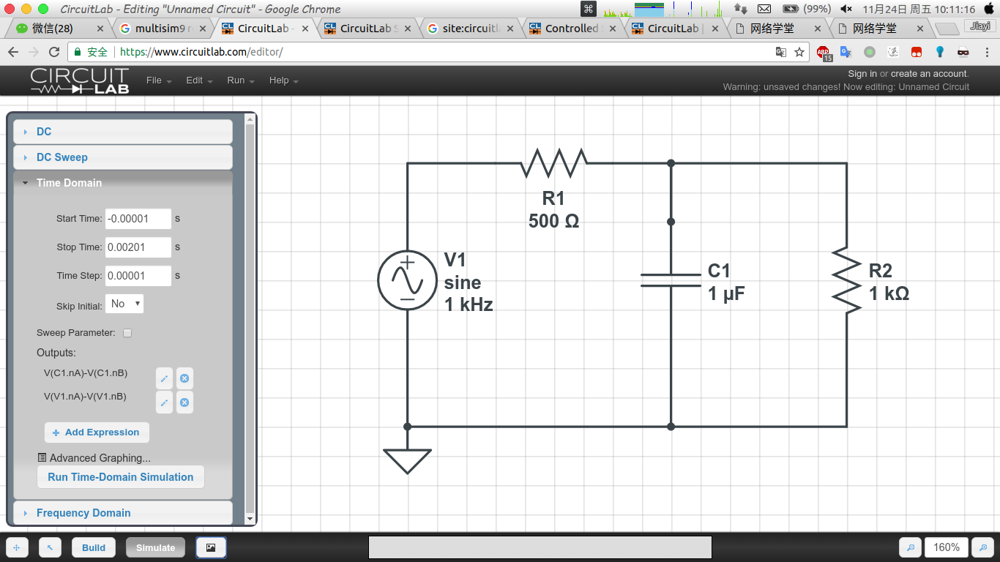 CircuitLab - Editing "Unnamed Circuit" - Google Chrome
(99%)
11月24日 周五 10:11:16
微信(28)
multisim9 r
CircuitLab -
CircuitLab S
site:circuitl
Controlled S
CircuitLab |
网络学堂
网络学堂
Jiayi
安全
https://www.circuitlab.com/editor/
ABP
15
CIRCUIT
LAB
File
Edit
Run
Help
Sign in or create an account.
Warning: unsaved changes! Now editing: Unnamed Circuit
DC
DC Sweep
Time Domain
Start Time: -0.00001 s
Stop Time: 0.00201 s
Time Step: 0.00001 s
Skip Initial: No
Sweep Parameter:
Outputs:
V(C1.nA)-V(C1.nB)
V(V1.nA)-V(V1.nB)
Add Expression
Advanced Graphing...
Run Time-Domain Simulation
Frequency Domain
R1
500 Ω
V1
sine
1 kHz
C1
1 µF
R2
1 kΩ
Build
Simulate
160%